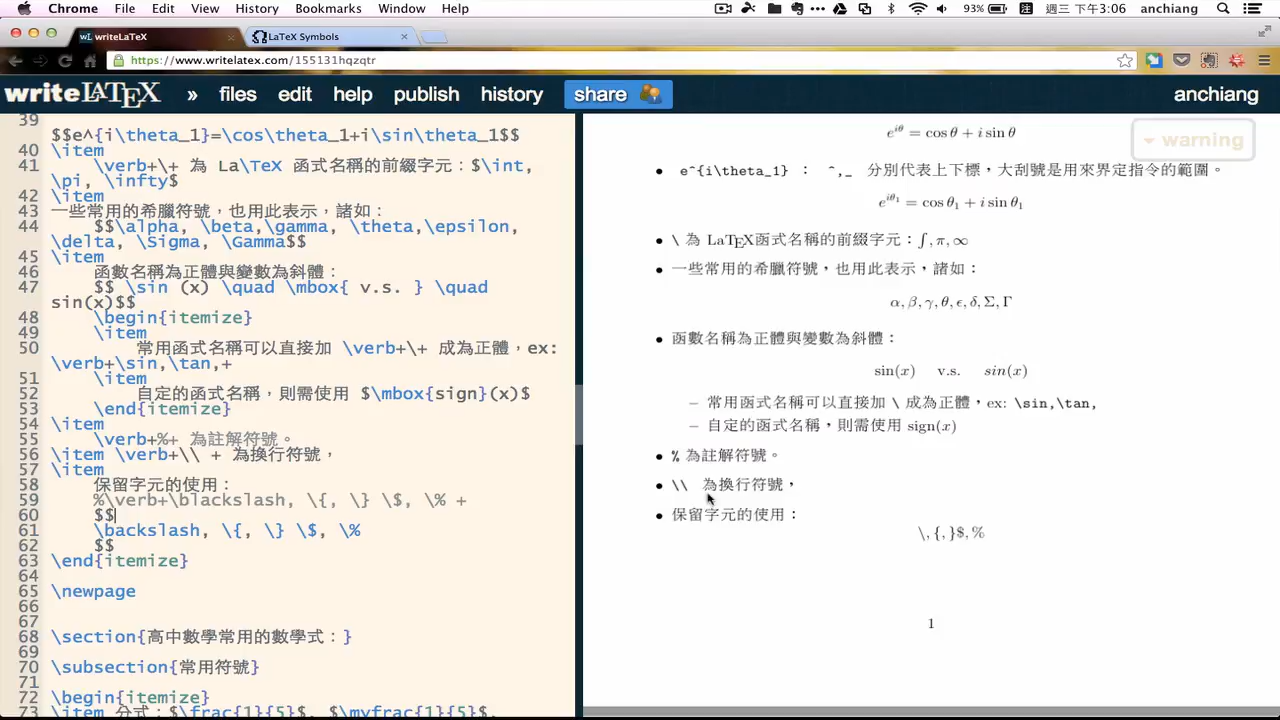 Chrome File Edit View History Bookmarks Window Help 93% 注 週三下午3:06 anchiang
writeLaTeX LaTeX Symbols
https://www.writelatex.com/155131hqzqtr
writeLATEX » files edit help publish history share anchiang
39
$$e^{i\theta_1}=\cos\theta_1+i\sin\theta_1$$
40 \item
41 \verb+\+ 為 La\TeX 函式名稱的前綴字元：$\int,
\pi, \infty$
42 \item
43 一些常用的希臘符號，也用此表示，諸如：
44 $$\alpha, \beta,\gamma, \theta,\epsilon,
\delta, \Sigma, \Gamma$$
45 \item
46 函數名稱為正體與變數為斜體：
47 $$ \sin (x) \quad \mbox{ v.s. } \quad
sin(x)$$
48 \begin{itemize}
49 \item
50 常用函式名稱可以直接加 \verb+\+ 成為正體，ex:
\verb+\sin,\tan,+
51 \item
52 自定的函式名稱，則需使用 $\mbox{sign}(x)$
53 \end{itemize}
54 \item
55 \verb+%+ 為註解符號。
56 \item \verb+\\ + 為換行符號，
57 \item
58 保留字元的使用：
59 %\verb+\blackslash, \{, \} \$, \% +
60 $$
61 \backslash, \{, \} \$, \%
62 $$
63 \end{itemize}
64
65 \newpage
66
67
68 \section{高中數學常用的數學式：}
69
70 \subsection{常用符號}
71
72 \begin{itemize}
73 \item 分式：$\frac{1}{5}$, $\myfrac{1}{5}$,
warning
e^{iθ} = cos θ + i sin θ
• e^{i\theta_1} : ^,_ 分別代表上下標，大刮號是用來界定指令的範圍。
e^{iθ₁} = cos θ₁ + i sin θ₁
• \ 為 LaTEX函式名稱的前綴字元：∫, π, ∞
• 一些常用的希臘符號，也用此表示，諸如：
α, β, γ, θ, ϵ, δ, Σ, Γ
• 函數名稱為正體與變數為斜體：
sin(x) v.s. sin(x)
– 常用函式名稱可以直接加 \ 成為正體，ex: \sin,\tan,
– 自定的函式名稱，則需使用 sign(x)
• % 為註解符號。
• \\ 為換行符號，
• 保留字元的使用：
\, {, }$, %
1